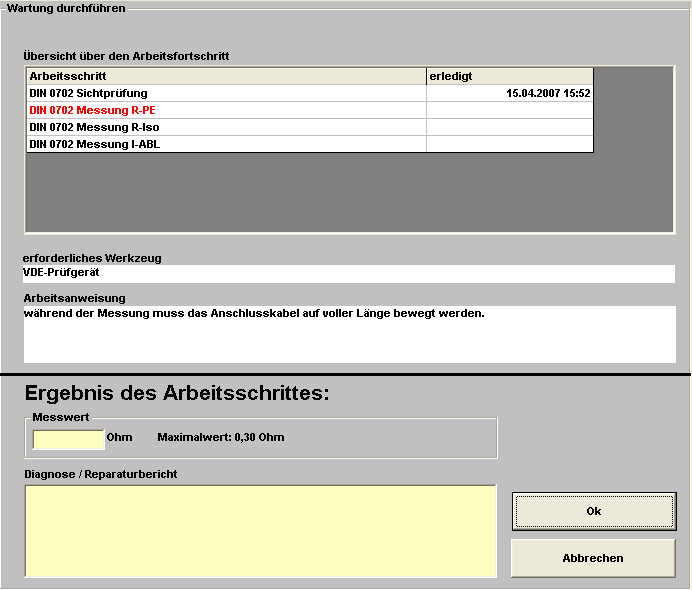 Wartung durchführen
Übersicht über den Arbeitsfortschritt
Arbeitsschritt erledigt
DIN 0702 Sichtprüfung 15.04.2007 15:52
DIN 0702 Messung R-PE
DIN 0702 Messung R-Iso
DIN 0702 Messung I-ABL
erforderliches Werkzeug
VDE-Prüfgerät
Arbeitsanweisung
während der Messung muss das Anschlusskabel auf voller Länge bewegt werden.
Ergebnis des Arbeitsschrittes:
Messwert
Ohm Maximalwert: 0,30 Ohm
Diagnose / Reparaturbericht
Ok
Abbrechen